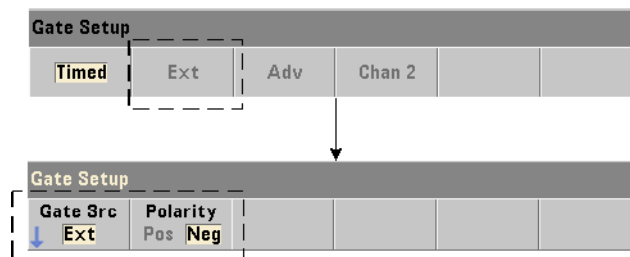 Gate Setup
Timed Ext Adv Chan 2
Gate Setup
Gate Src Polarity
Ext Pos Neg